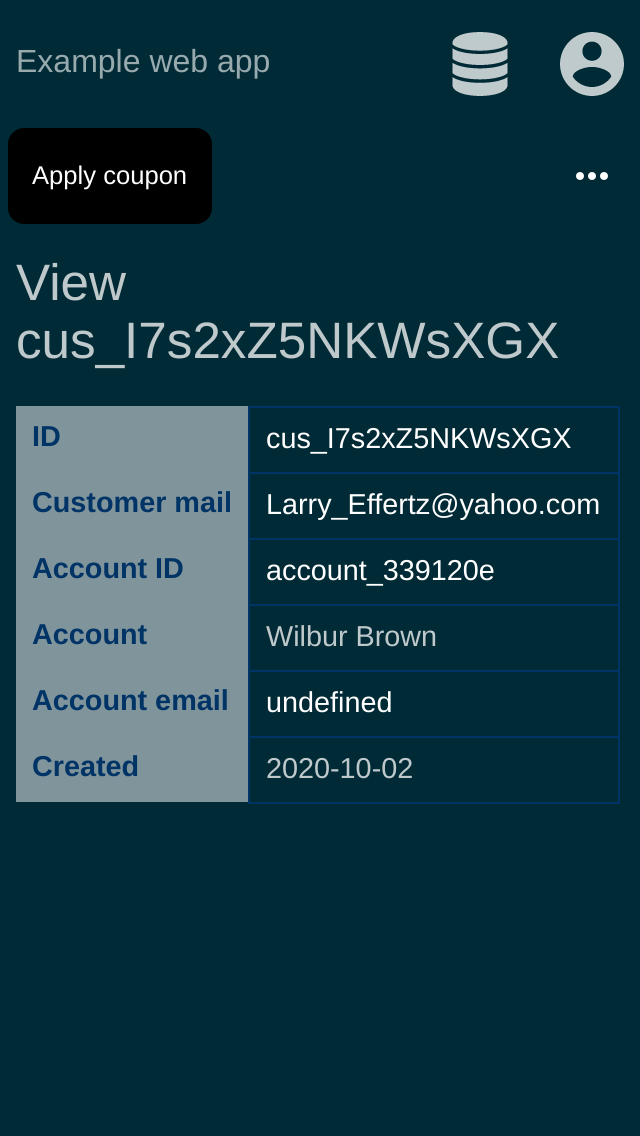 Example web app
Apply coupon
View
cus_I7s2xZ5NKWsXGX
ID cus_I7s2xZ5NKWsXGX
Customer mail Larry_Effertz@yahoo.com
Account ID account_339120e
Account Wilbur Brown
Account email undefined
Created 2020-10-02